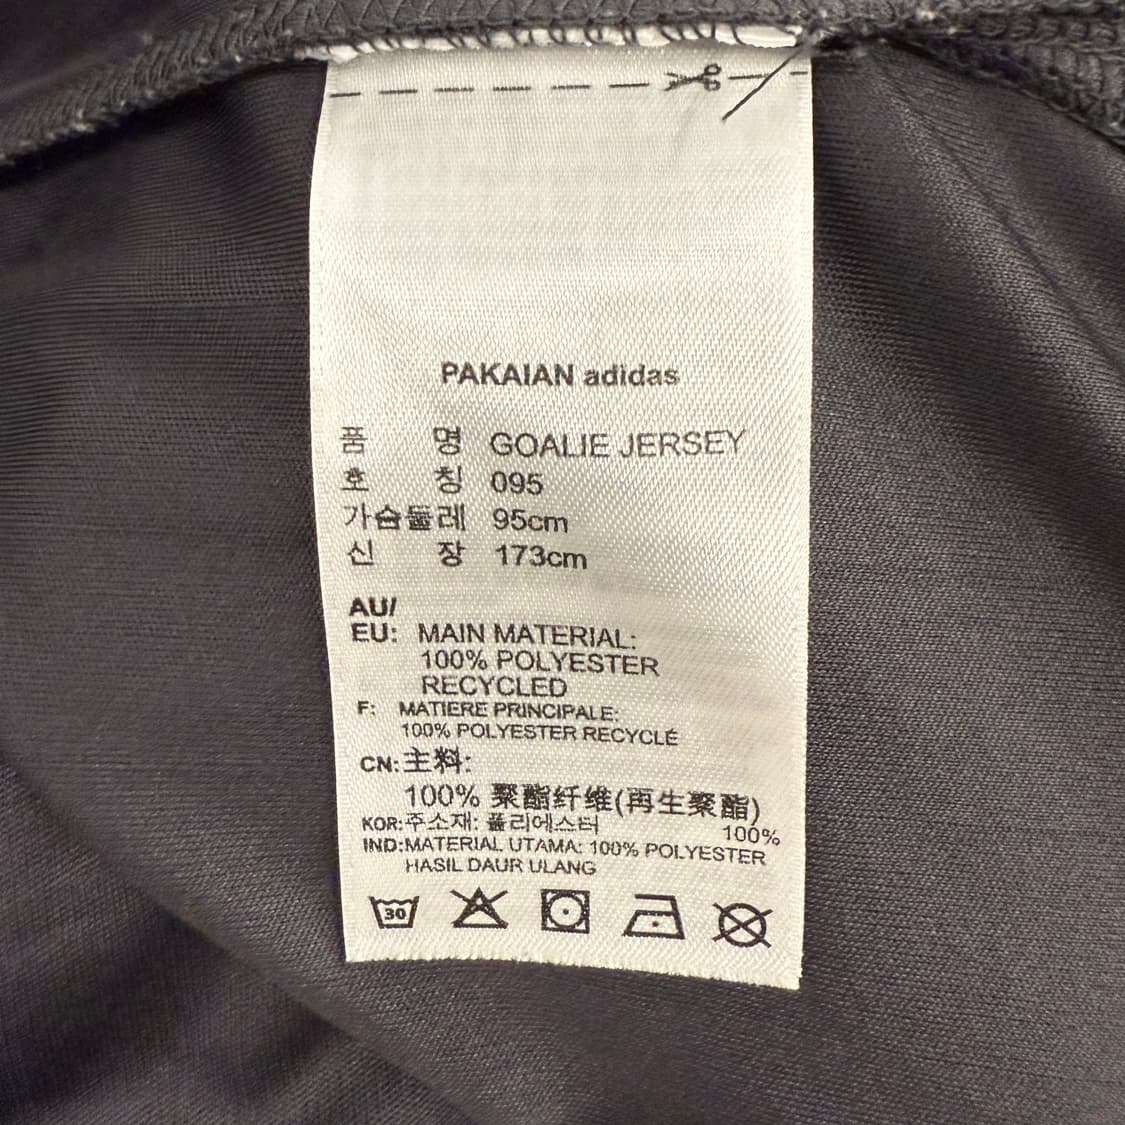 PAKAIAN adidas
품 명 GOALIE JERSEY
호 칭 095
가슴둘레 95cm
신 장 173cm
AU/
EU: MAIN MATERIAL:
100% POLYESTER
RECYCLED
F: MATIERE PRINCIPALE:
100% POLYESTER RECYCLÉ
CN:主料:
100% 聚酯纤维(再生聚酯)
KOR:주소재: 폴리에스터 100%
IND:MATERIAL UTAMA: 100% POLYESTER
HASIL DAUR ULANG
30